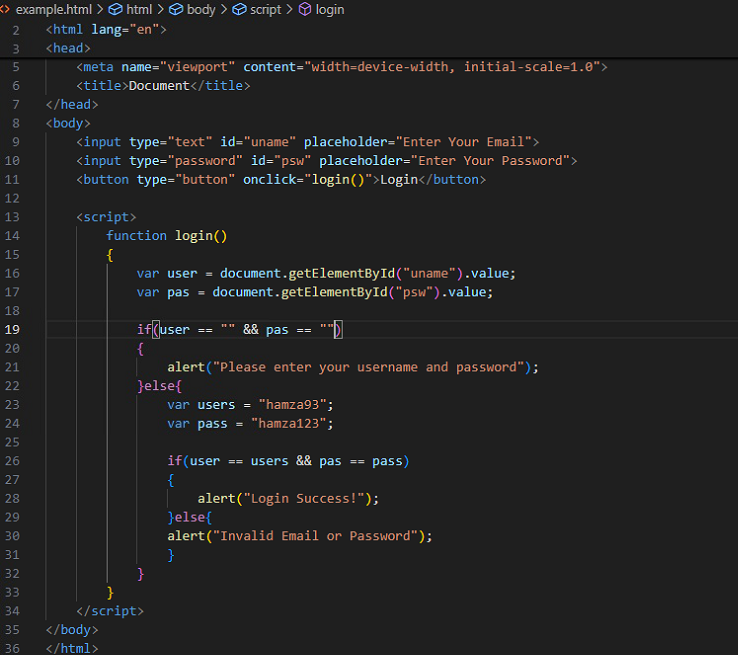 example.html > html > body > script > login
2 <html lang="en">
3 <head>
5     <meta name="viewport" content="width=device-width, initial-scale=1.0">
6     <title>Document</title>
7 </head>
8 <body>
9     <input type="text" id="uname" placeholder="Enter Your Email">
10     <input type="password" id="psw" placeholder="Enter Your Password">
11     <button type="button" onclick="login()">Login</button>
12
13     <script>
14         function login()
15         {
16             var user = document.getElementById("uname").value;
17             var pas = document.getElementById("psw").value;
18
19             if(user == "" && pas == "")
20             {
21                 alert("Please enter your username and password");
22             }else{
23                 var users = "hamza93";
24                 var pass = "hamza123";
25
26                 if(user == users && pas == pass)
27                 {
28                     alert("Login Success!");
29                 }else{
30                 alert("Invalid Email or Password");
31                 }
32             }
33         }
34     </script>
35 </body>
36 </html>